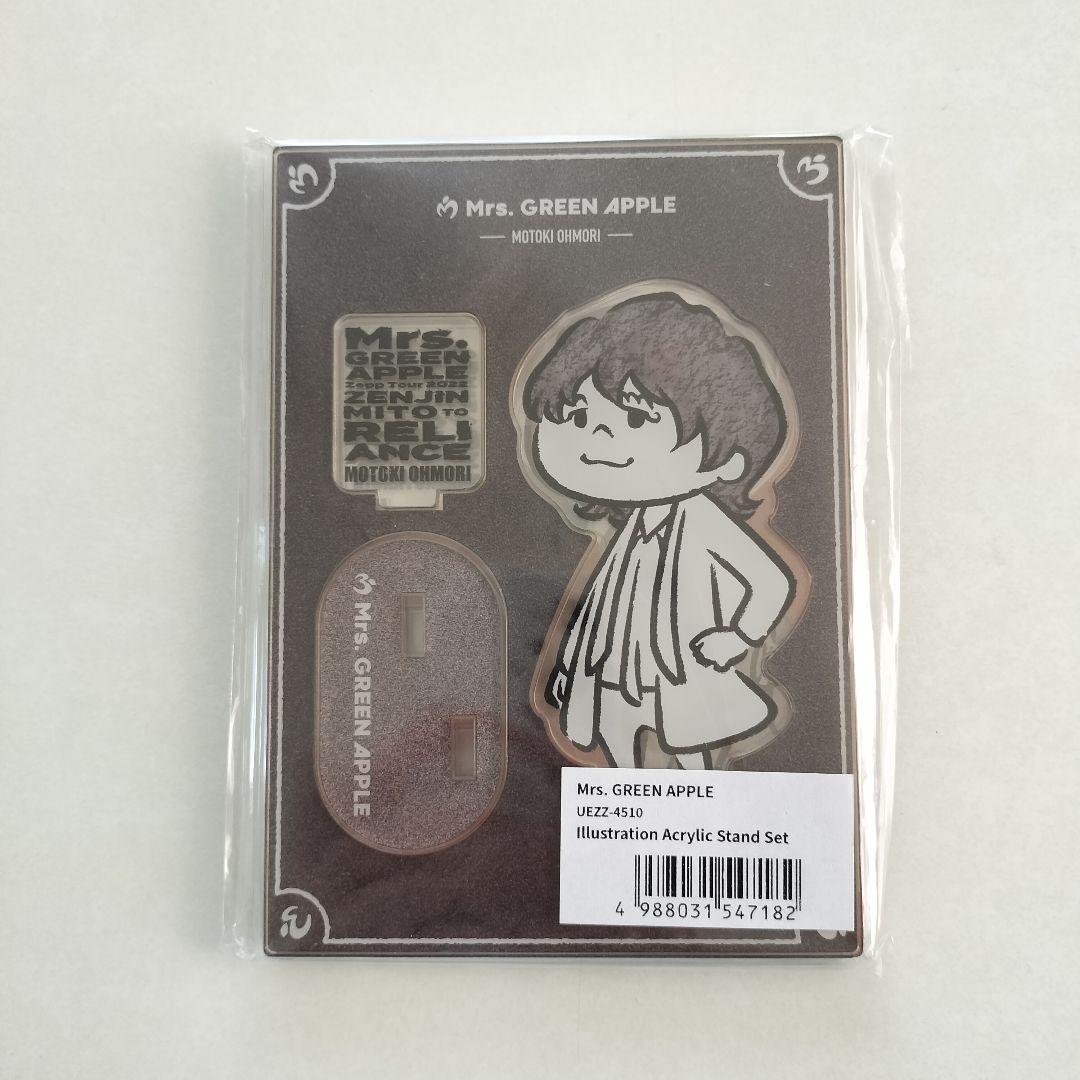 Mrs. GREEN APPLE
MOTOKI OHMORI
Mrs.
GREEN
APPLE
Zepp Tour 2022
ZENJIN
MITO TO
RELI
ANCE
MOTOKI OHMORI
Mrs. GREEN APPLE
Mrs. GREEN APPLE
UEZZ-4510
Illustration Acrylic Stand Set
4 988031 547182